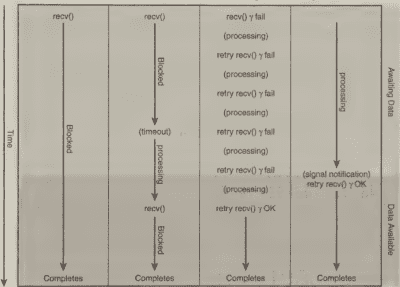 Time
recv()
Blocked
Completes
recv()
Blocked
(timeout)
processing
recv()
Blocked
Completes
recv() γ fail
(processing)
retry recv() γ fail
(processing)
retry recv() γ fail
(processing)
retry recv() γ fail
(processing)
retry recv() γ fail
(processing)
retry recv() γ OK
Completes
processing
(signal notification)
retry recv() γ OK
Completes
Awaiting Data
Data Available